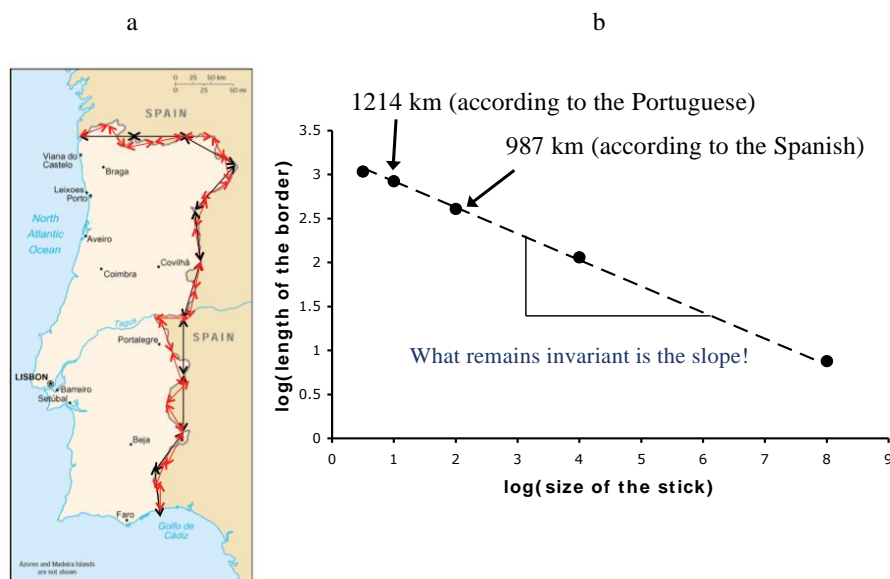 a
b
0 25 50 km
0 25 50 mi
SPAIN
Viana do
Castelo
Braga
Leixoes
Porto
North
Atlantic
Ocean
Aveiro
Coimbra
Covilhã
Tagus
SPAIN
Portalegre
LISBON
Barreiro
Setúbal
Beja
Faro
Golfo de
Cádiz
Azores and Madeira Islands
are not shown
1214 km (according to the Portuguese)
987 km (according to the Spanish)
What remains invariant is the slope!
log(length of the border)
3.5
3
2.5
2
1.5
1
0.5
0
0 1 2 3 4 5 6 7 8 9
log(size of the stick)